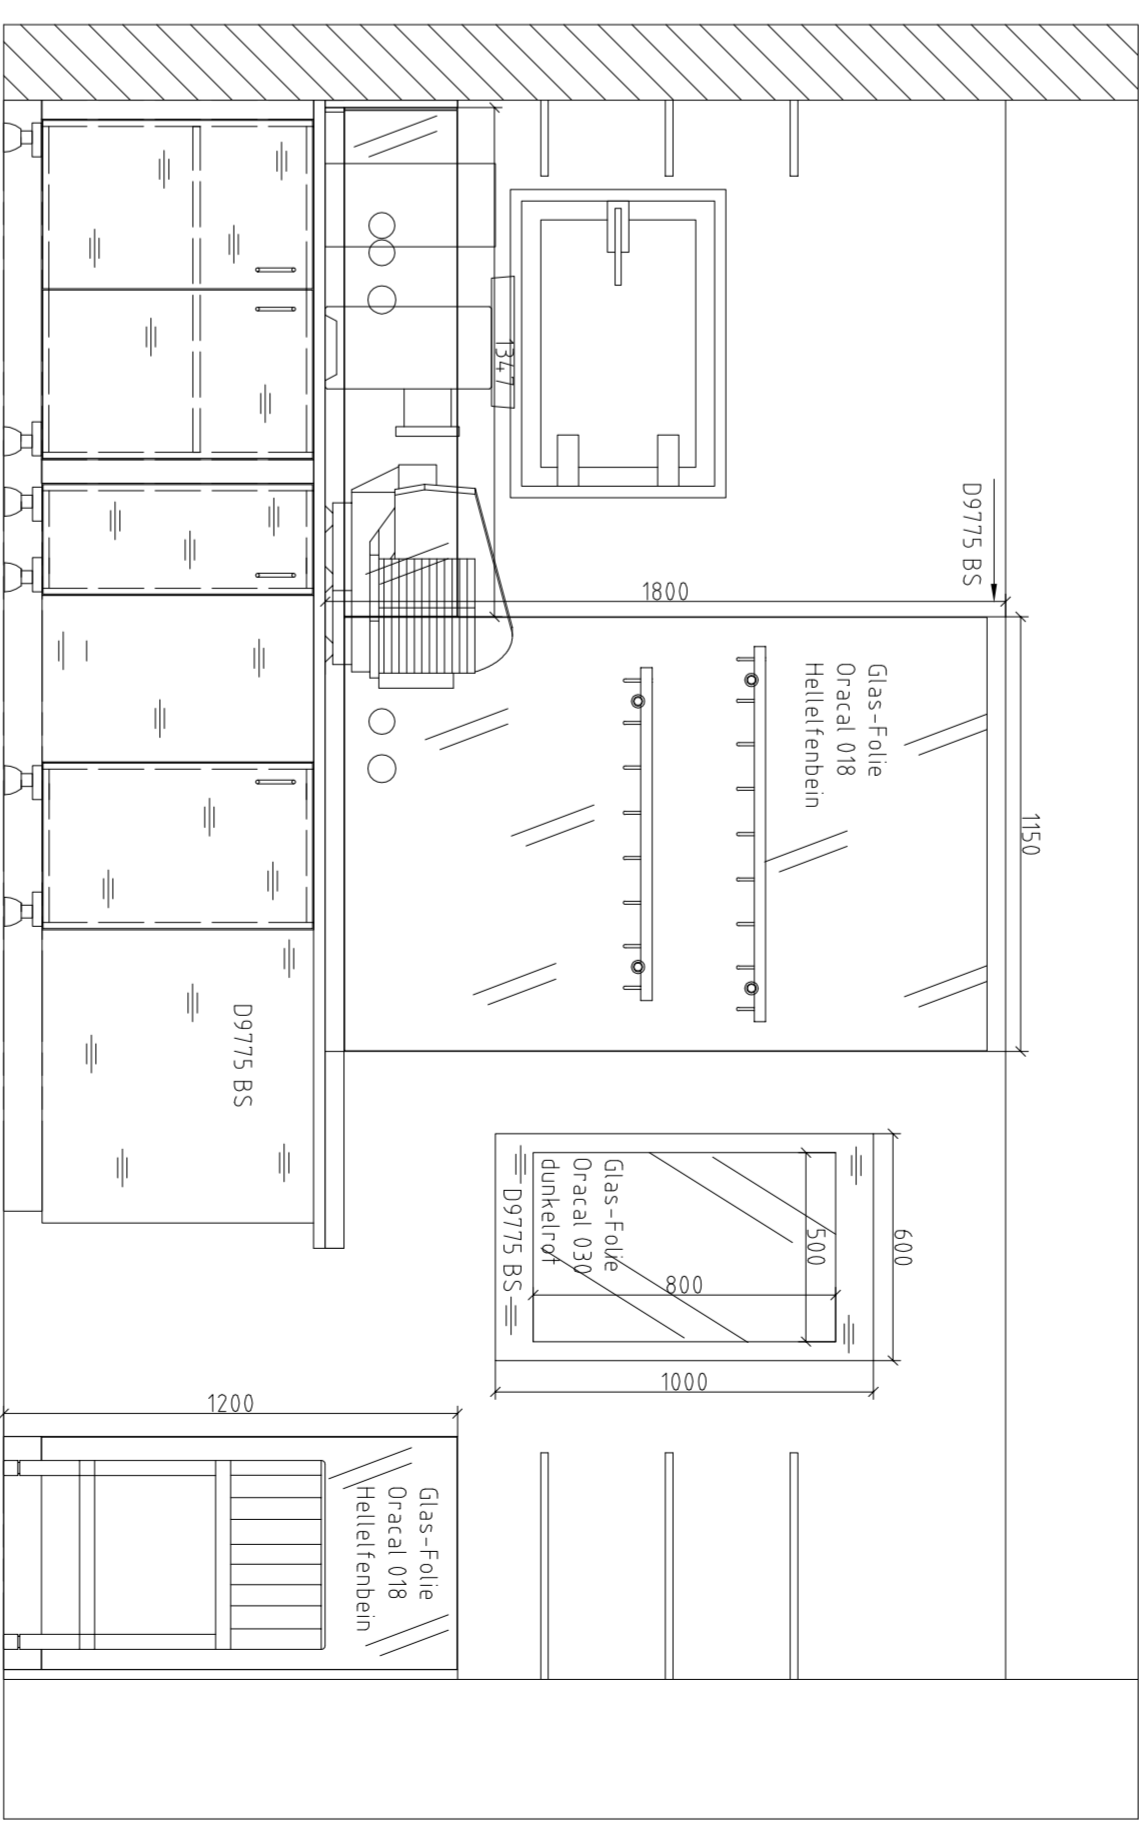 D9775 BS
1800
1150
Glas-Folie
Oracal 018
Hellelfenbein
1347
600
500
800
Glas-Folie
Oracal 030
dunkelrot
D9775 BS
1000
D9775 BS
1200
Glas-Folie
Oracal 018
Hellelfenbein